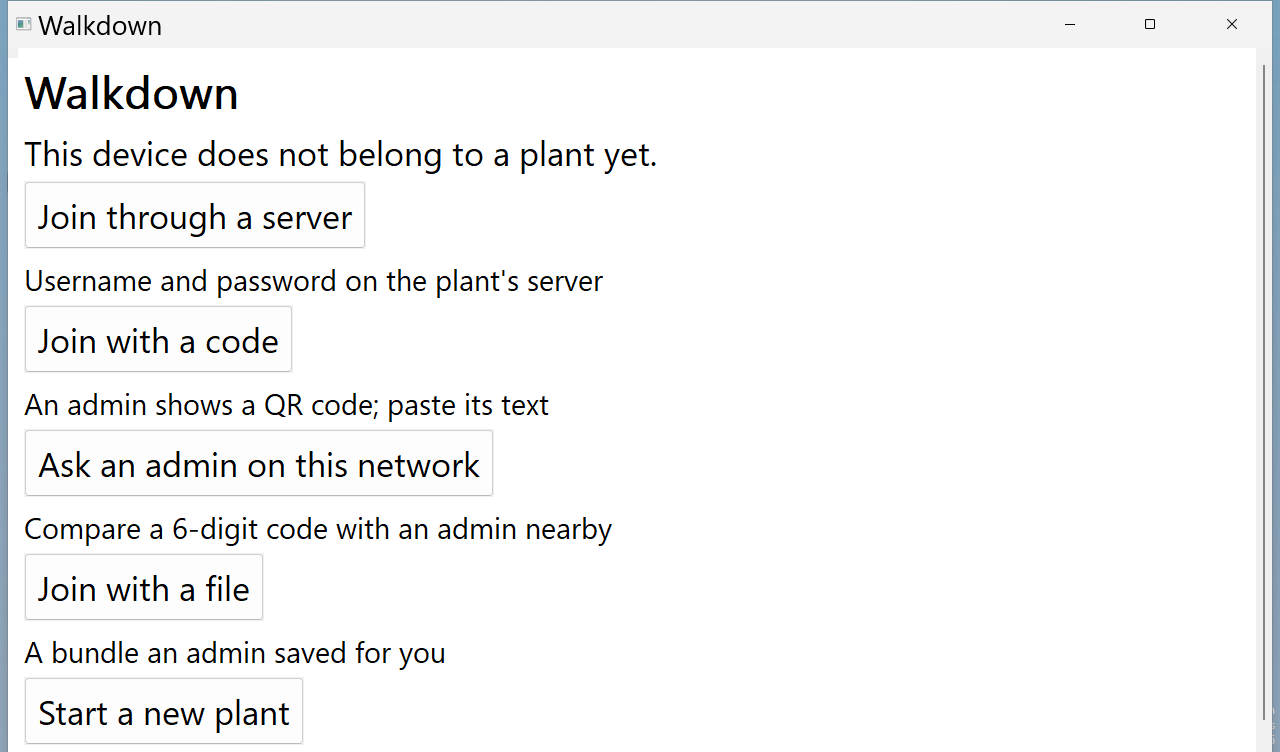 Walkdown
Walkdown
This device does not belong to a plant yet.
Join through a server
Username and password on the plant's server
Join with a code
An admin shows a QR code; paste its text
Ask an admin on this network
Compare a 6-digit code with an admin nearby
Join with a file
A bundle an admin saved for you
Start a new plant